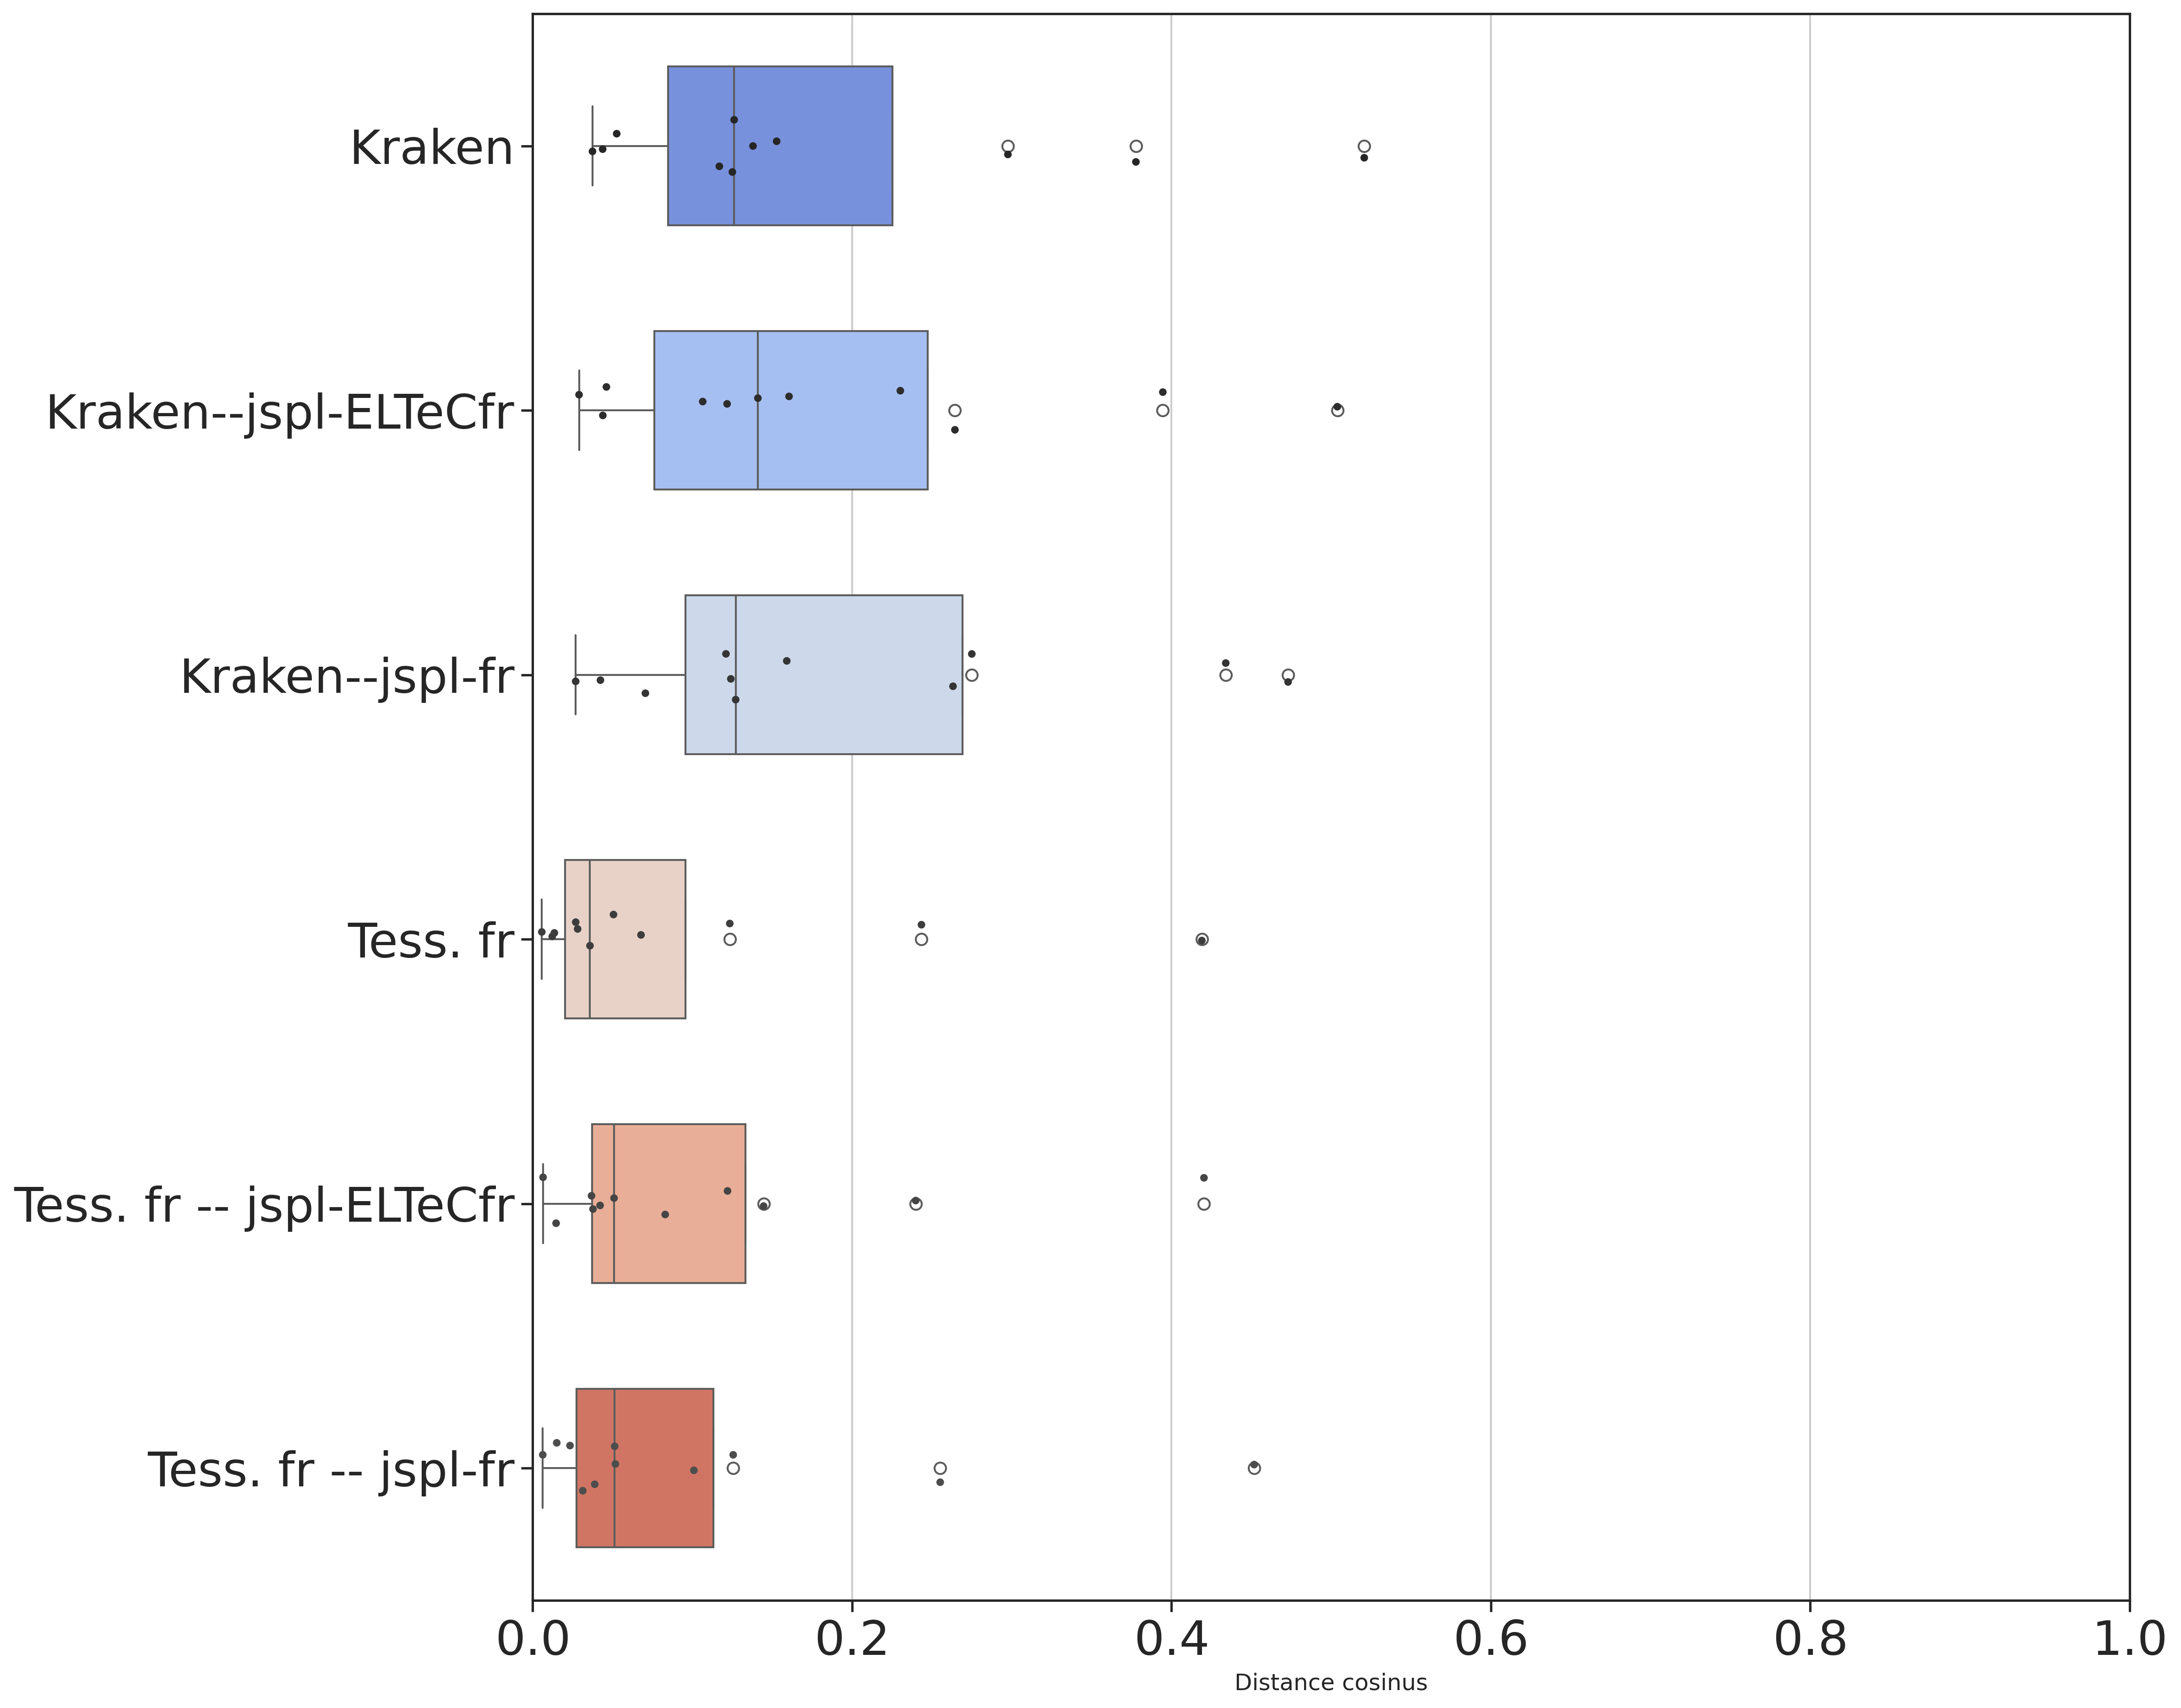 Kraken
Kraken--jspl-ELTeCfr
Kraken--jspl-fr
Tess. fr
Tess. fr -- jspl-ELTeCfr
Tess. fr -- jspl-fr
0.0 0.2 0.4 0.6 0.8 1.0
Distance cosinus